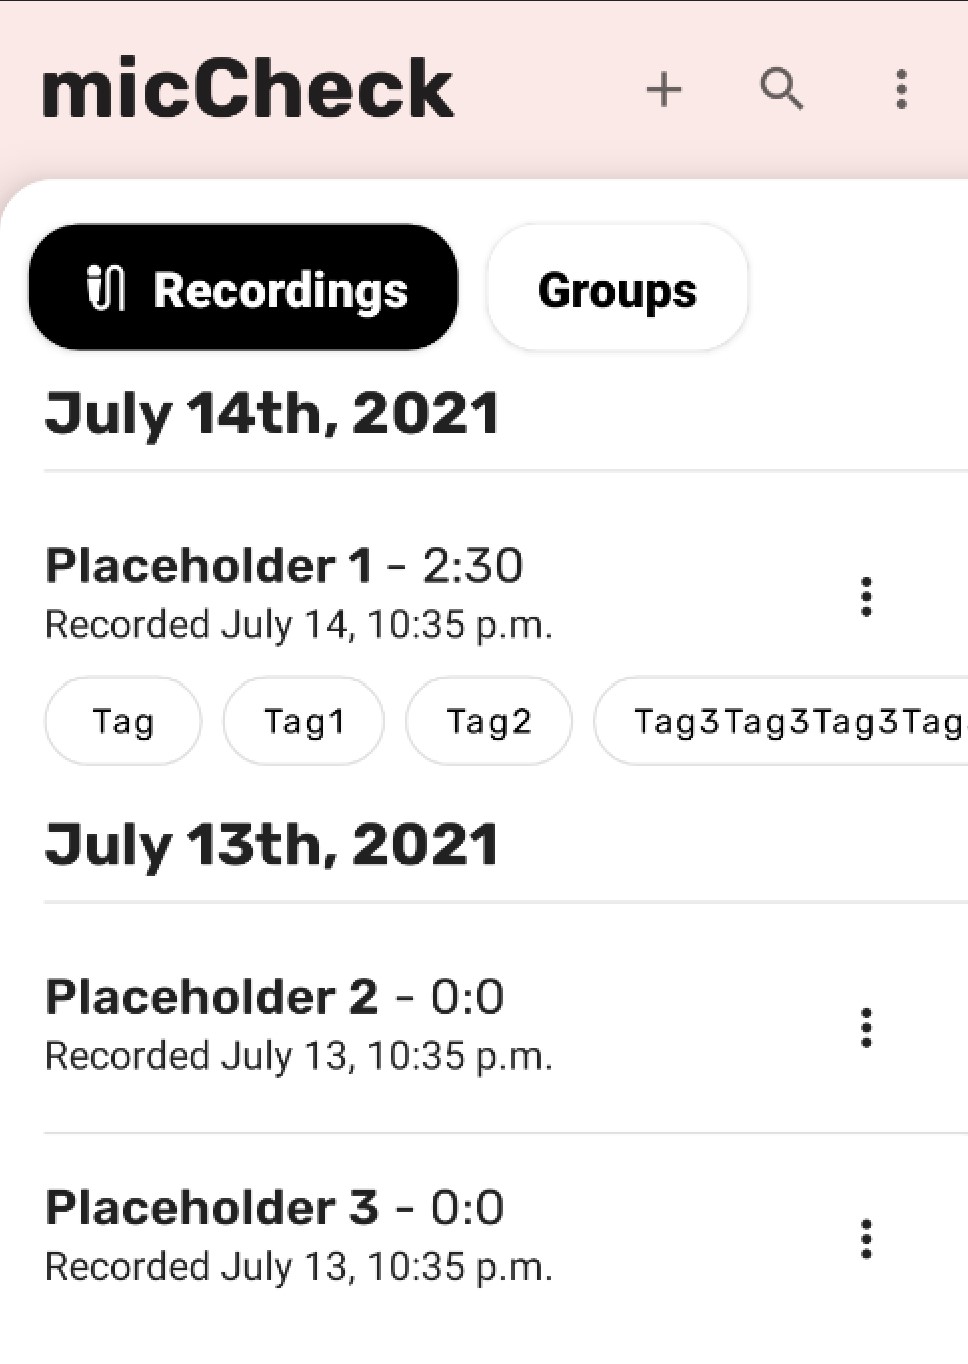 micCheck
Recordings Groups
July 14th, 2021
Placeholder 1 - 2:30
Recorded July 14, 10:35 p.m.
Tag Tag1 Tag2 Tag3Tag3Tag3Tag
July 13th, 2021
Placeholder 2 - 0:0
Recorded July 13, 10:35 p.m.
Placeholder 3 - 0:0
Recorded July 13, 10:35 p.m.